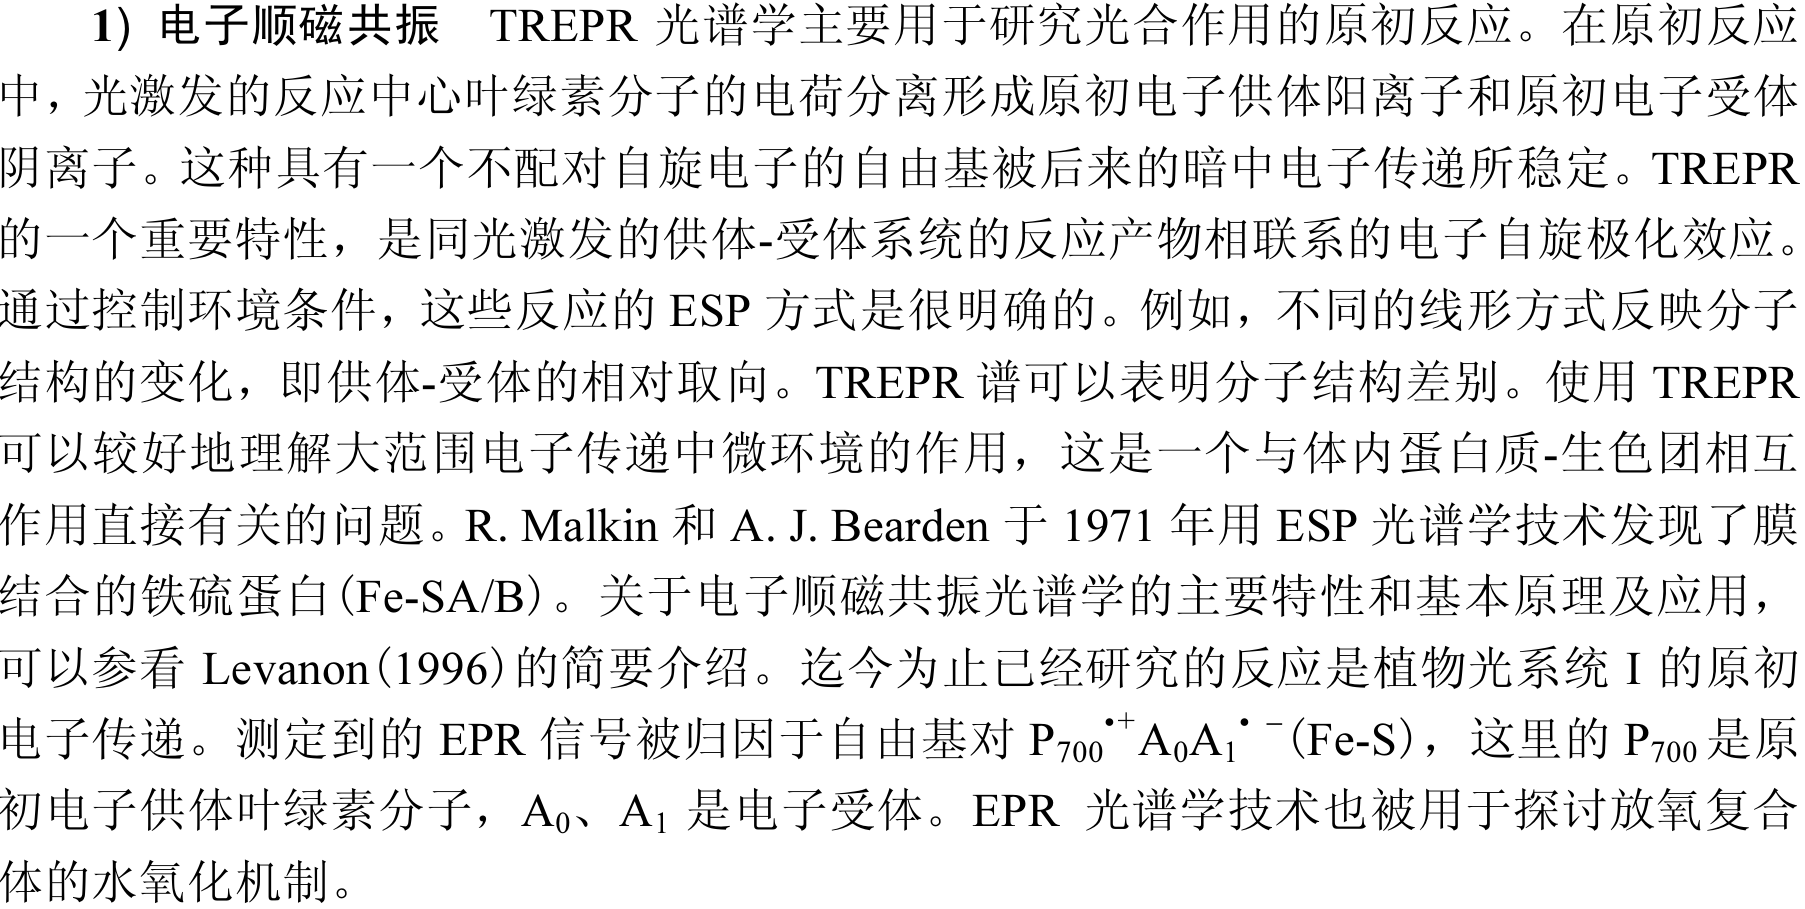 1）电子顺磁共振　TREPR 光谱学主要用于研究光合作用的原初反应。在原初反应
中，光激发的反应中心叶绿素分子的电荷分离形成原初电子供体阳离子和原初电子受体
阴离子。这种具有一个不配对自旋电子的自由基被后来的暗中电子传递所稳定。TREPR
的一个重要特性，是同光激发的供体-受体系统的反应产物相联系的电子自旋极化效应。
通过控制环境条件，这些反应的 ESP 方式是很明确的。例如，不同的线形方式反映分子
结构的变化，即供体-受体的相对取向。TREPR 谱可以表明分子结构差别。使用 TREPR
可以较好地理解大范围电子传递中微环境的作用，这是一个与体内蛋白质-生色团相互
作用直接有关的问题。R. Malkin 和 A. J. Bearden 于 1971 年用 ESP 光谱学技术发现了膜
结合的铁硫蛋白(Fe-SA/B)。关于电子顺磁共振光谱学的主要特性和基本原理及应用，
可以参看 Levanon(1996)的简要介绍。迄今为止已经研究的反应是植物光系统 I 的原初
电子传递。测定到的 EPR 信号被归因于自由基对 P₇₀₀•⁺A₀A₁•⁻(Fe-S)，这里的 P₇₀₀是原
初电子供体叶绿素分子，A₀、A₁ 是电子受体。EPR 光谱学技术也被用于探讨放氧复合
体的水氧化机制。